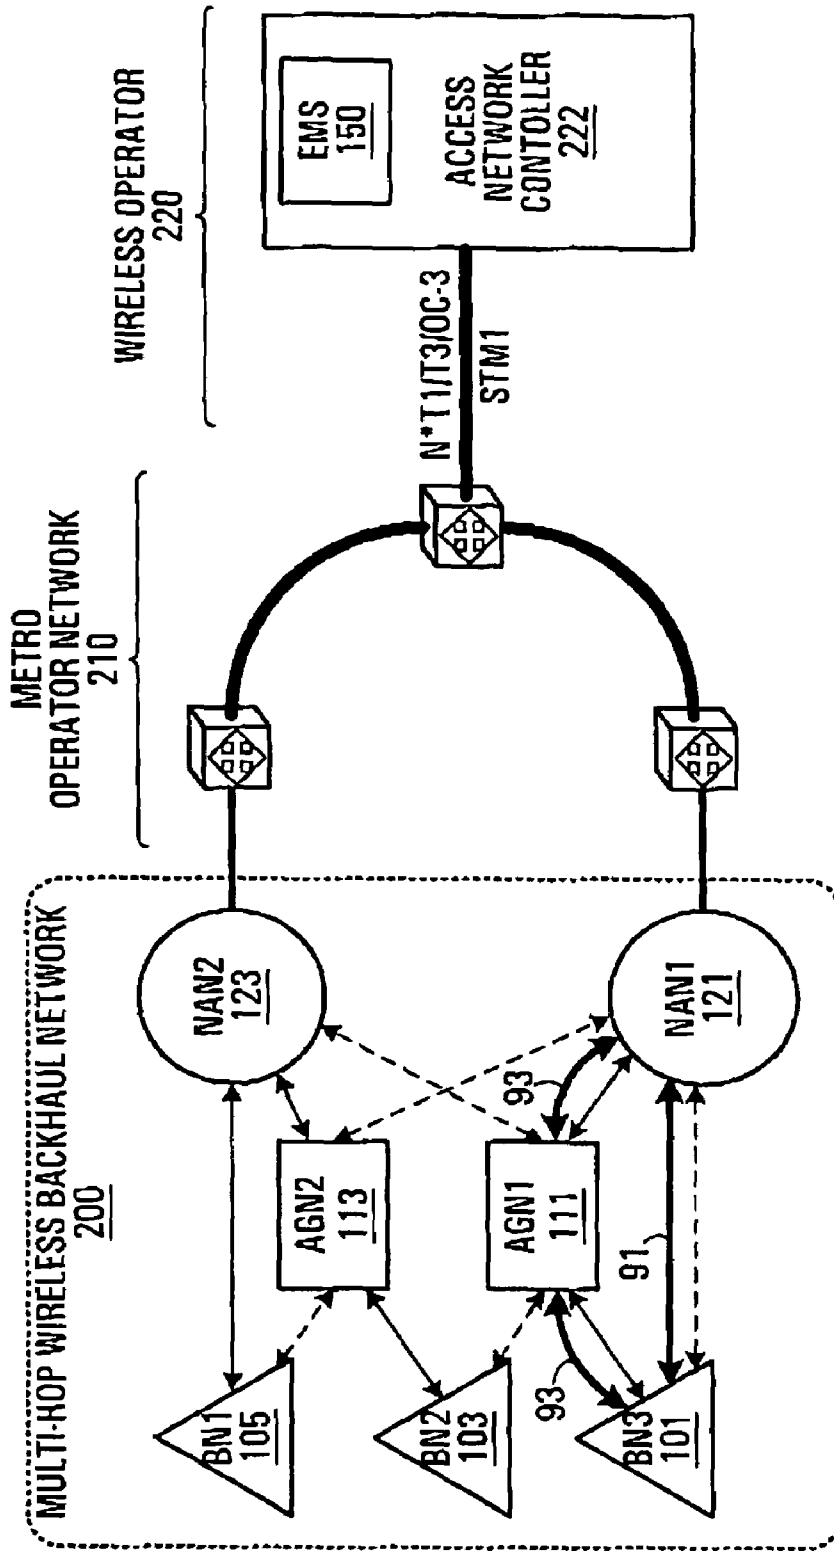 MULTI-HOP WIRELESS BACKHAUL NETWORK
200
METRO
OPERATOR NETWORK
210
WIRELESS OPERATOR
220
BN1
105
BN2
103
BN3
101
AGN2
113
AGN1
111
93
93
91
NAN2
123
NAN1
121
N*T1/T3/OC-3
STM1
EMS
150
ACCESS
NETWORK
CONTOLLER
222